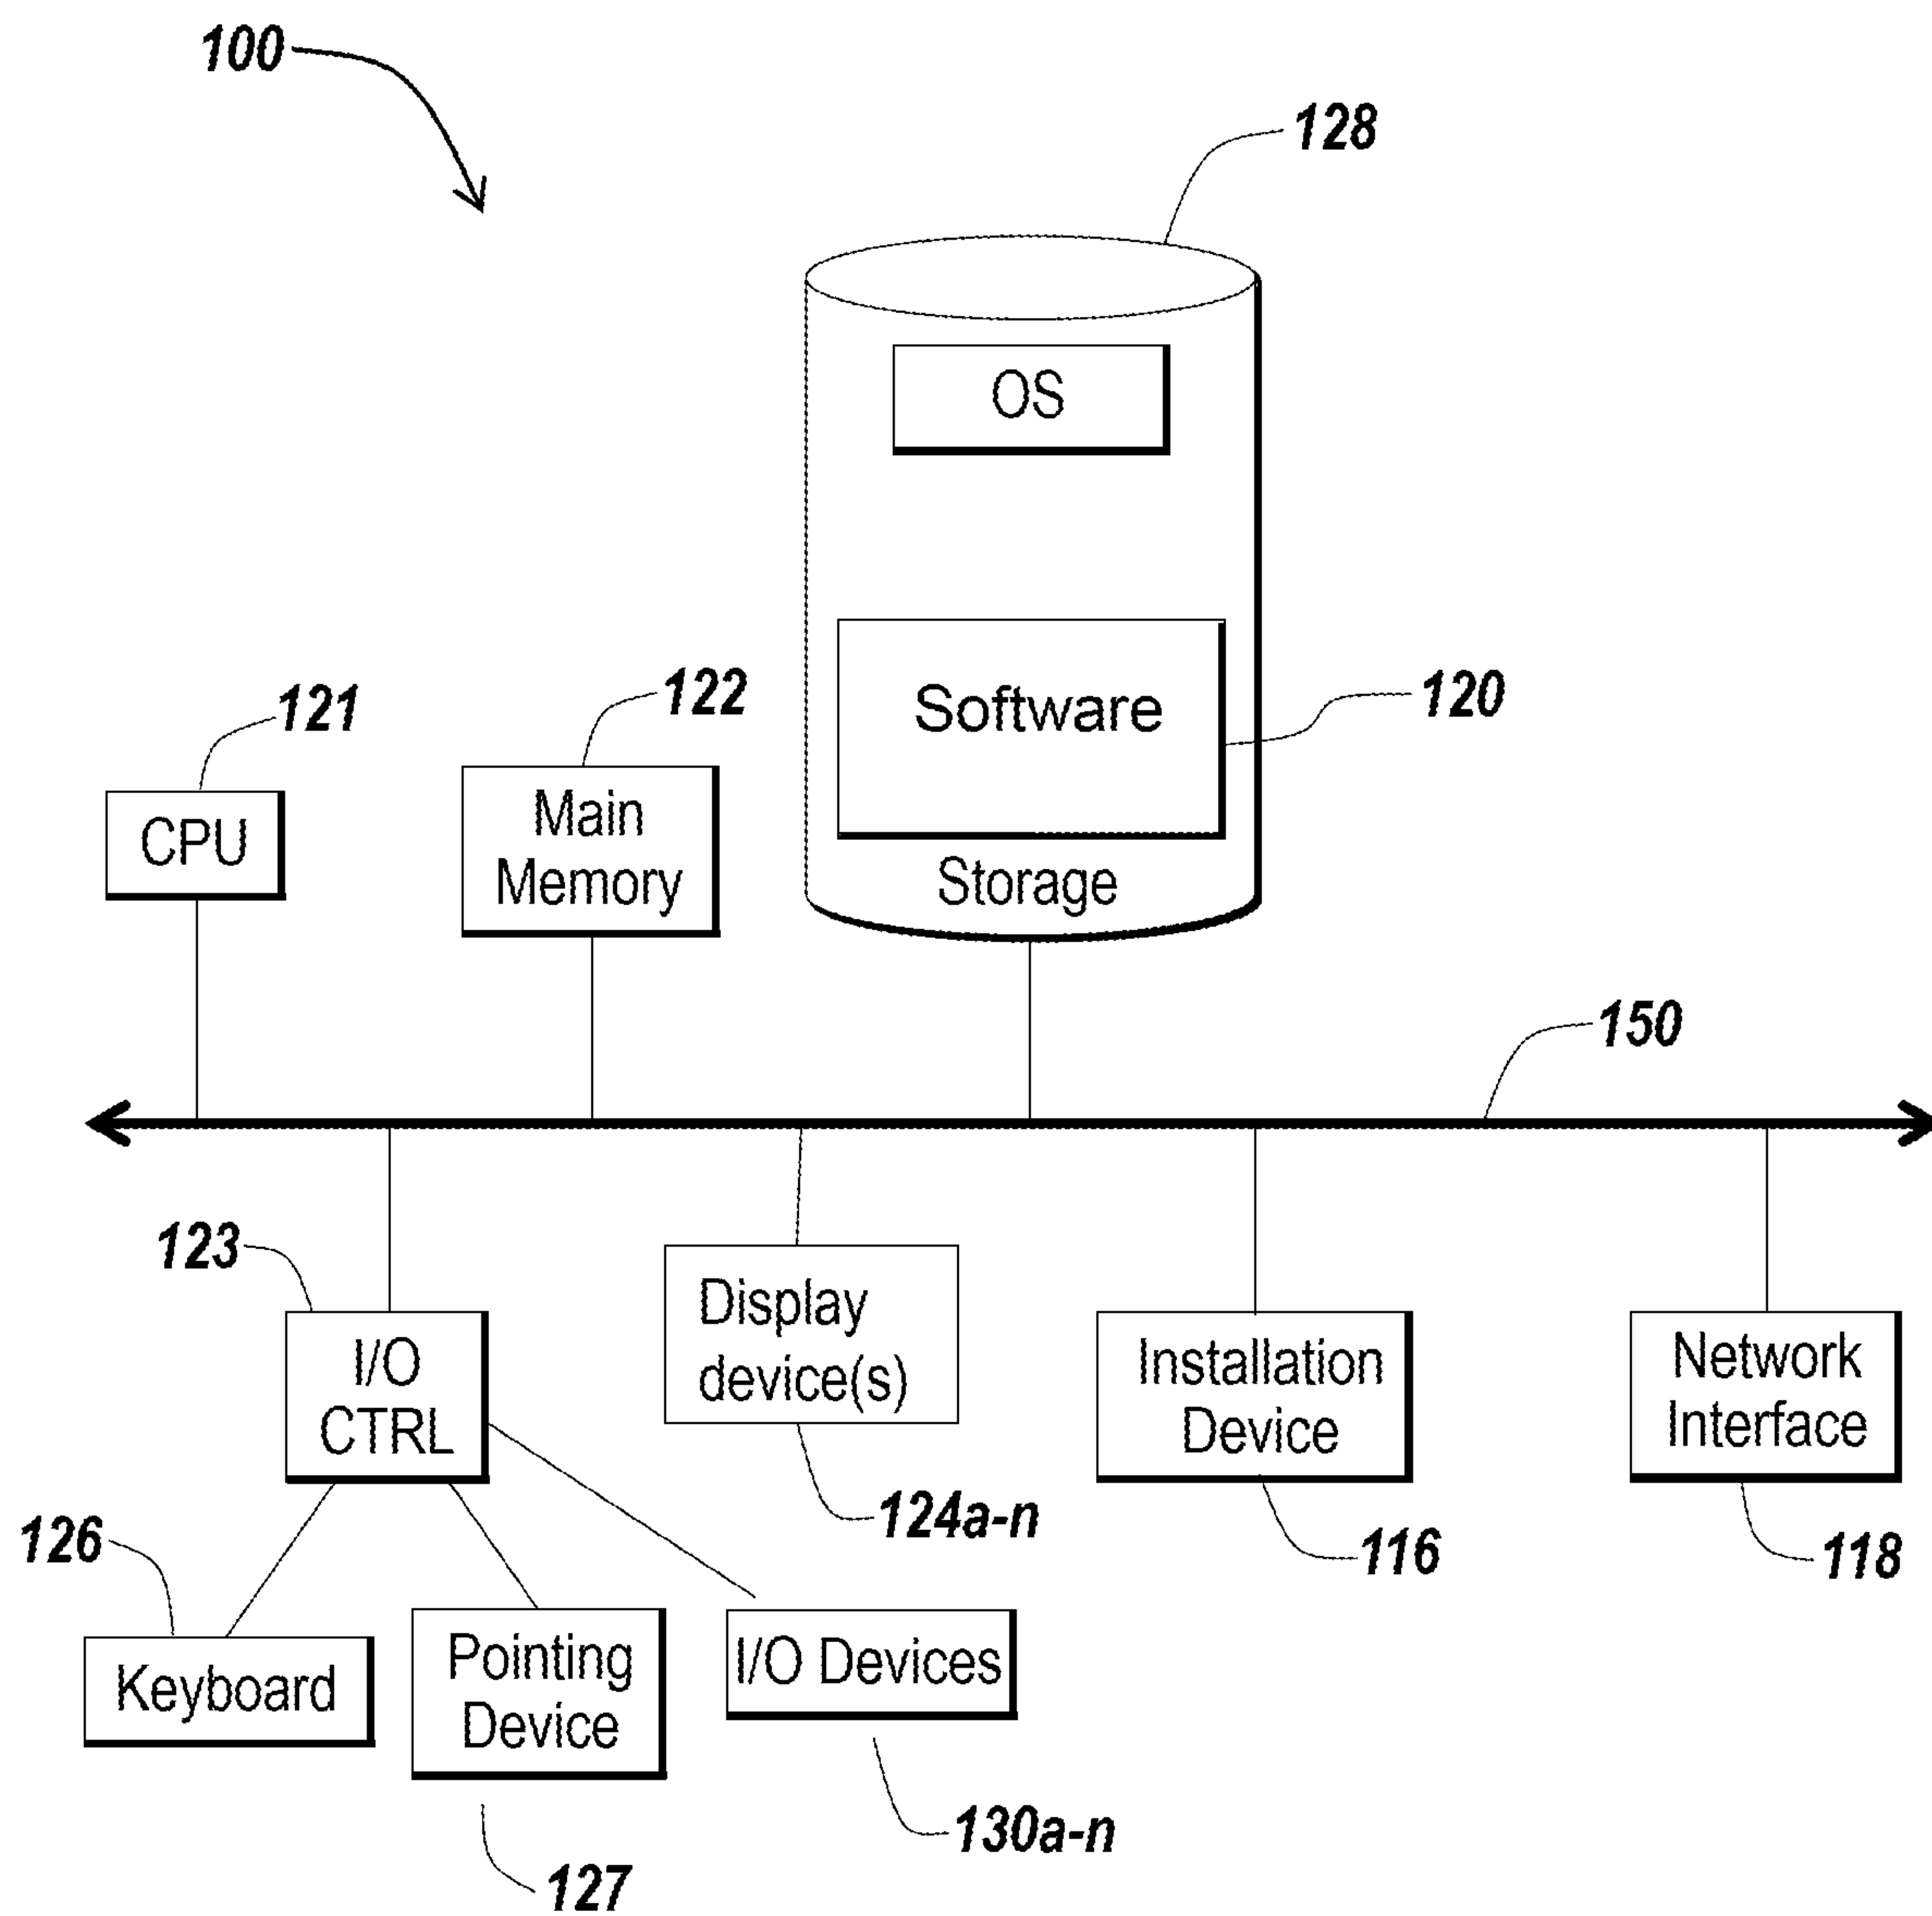 100
128
OS
Software
120
121
122
CPU
Main
Memory
Storage
150
123
I/O
CTRL
Display
device(s)
Installation
Device
Network
Interface
124a-n
116
118
126
Keyboard
Pointing
Device
I/O Devices
130a-n
127